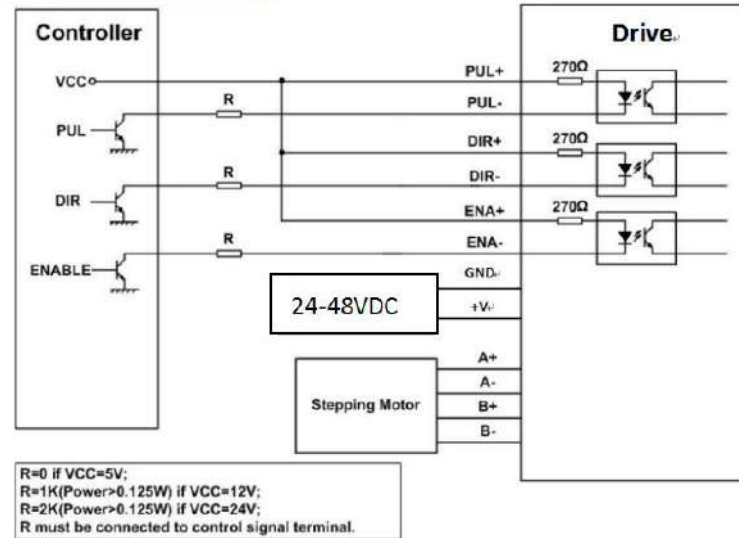 Controller
Drive
VCC
PUL+
270Ω
R
PUL-
PUL
DIR+
270Ω
R
DIR-
DIR
ENA+
270Ω
R
ENA-
ENABLE
GND
24-48VDC
+V
A+
A-
Stepping Motor
B+
B-
R=0 if VCC=5V;
R=1K(Power>0.125W) if VCC=12V;
R=2K(Power>0.125W) if VCC=24V;
R must be connected to control signal terminal.